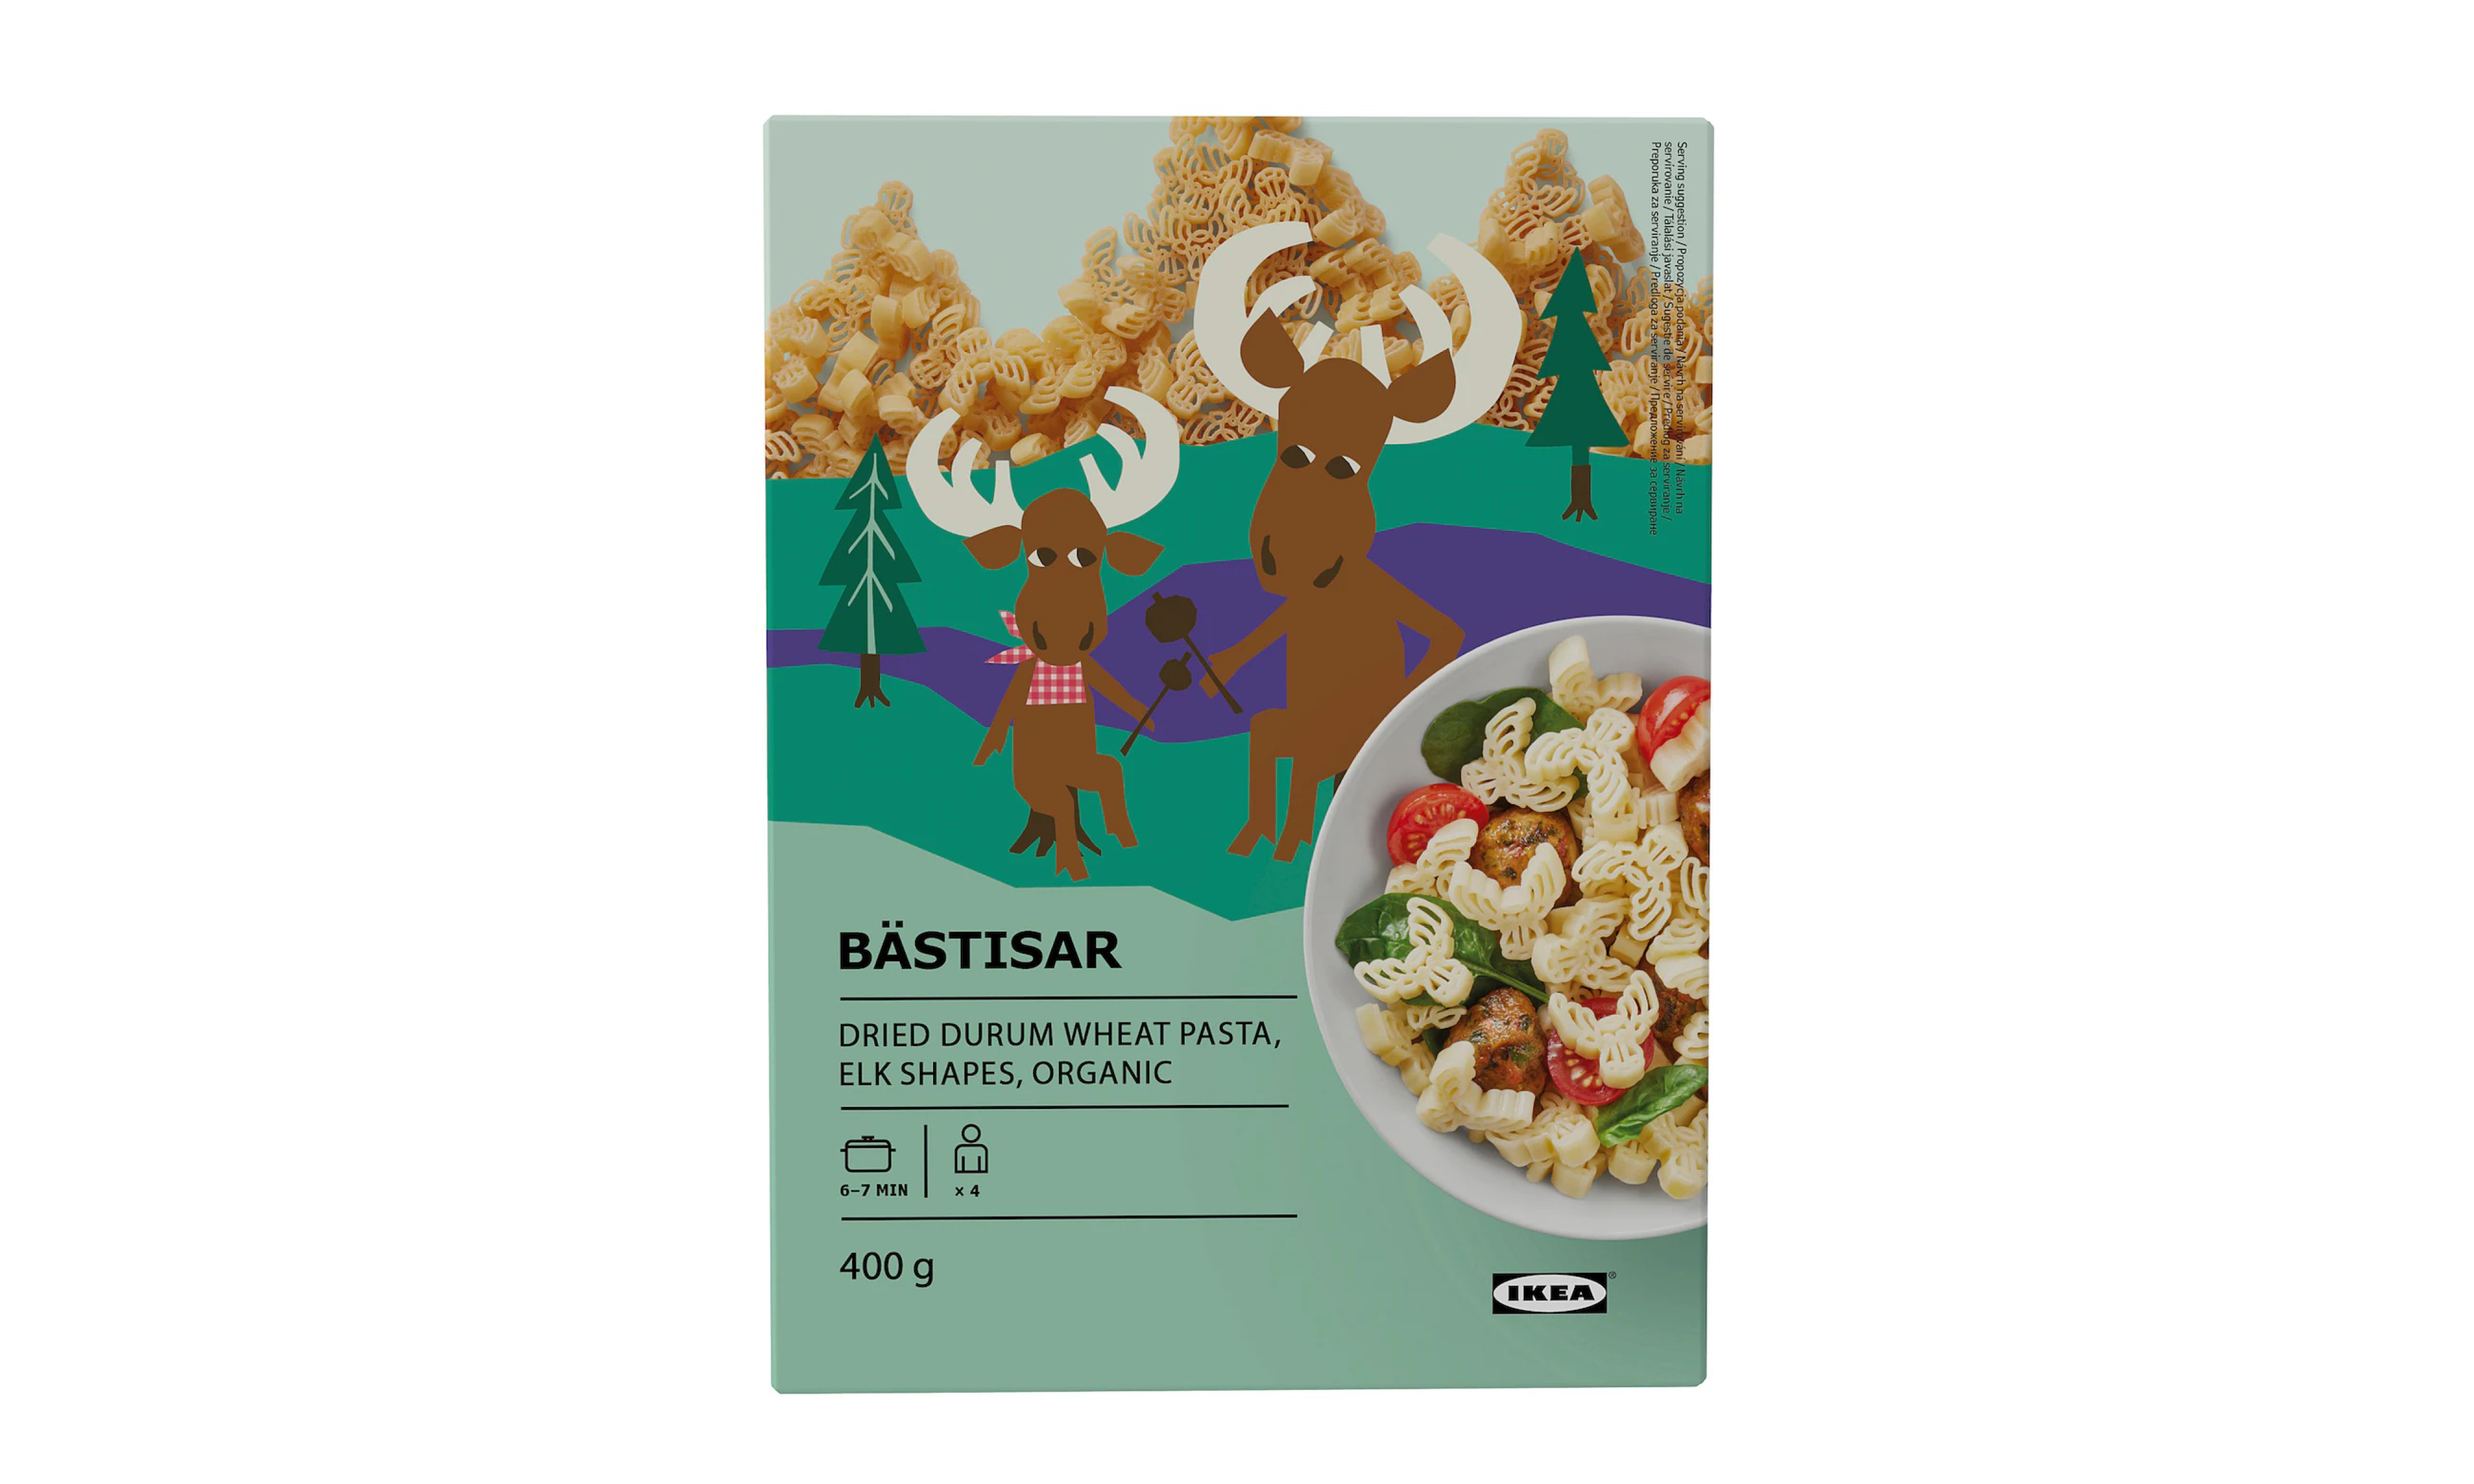 Serving suggestion / Propozycja podania / Návrh na servírování / Návrh na
servírovanie / Tálalási javaslat / Sugestie de servire / Predlog za serviranje /
Preporuka za serviranje / Predloga za serviranje / Предложение за сервиране
BÄSTISAR
DRIED DURUM WHEAT PASTA,
ELK SHAPES, ORGANIC
6–7 MIN
x 4
400 g
IKEA®